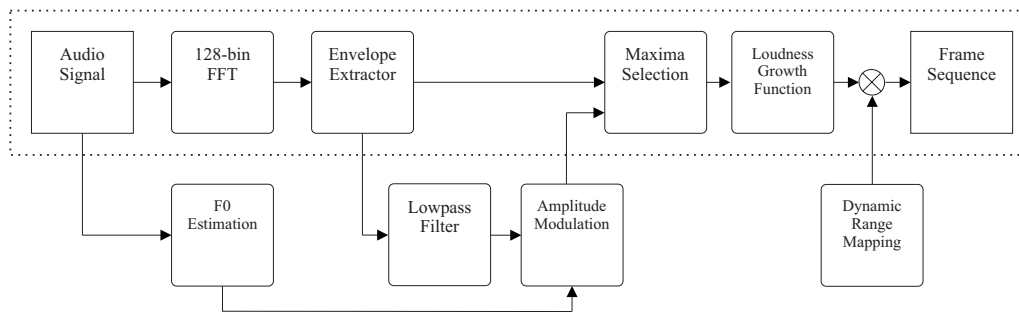 Audio
Signal
128-bin
FFT
Envelope
Extractor
Maxima
Selection
Loudness
Growth
Function
Frame
Sequence
F0
Estimation
Lowpass
Filter
Amplitude
Modulation
Dynamic
Range
Mapping